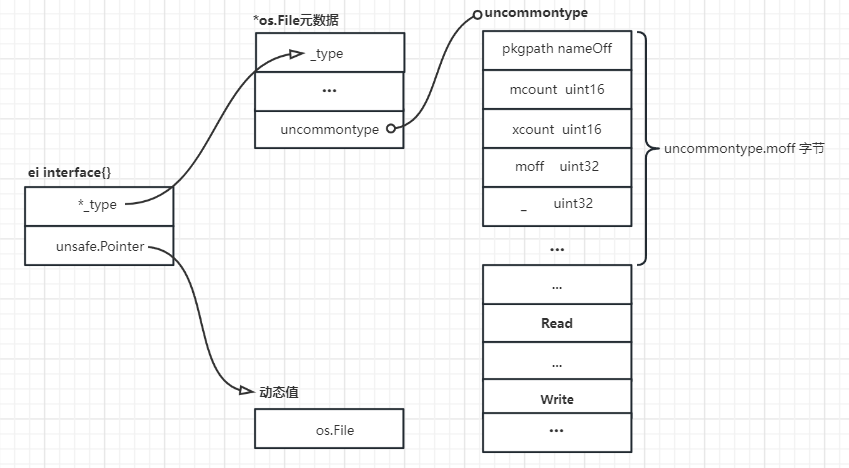 *os.File元数据
_type
...
uncommontype
ei interface{}
*_type
unsafe.Pointer
动态值
os.File
uncommontype
pkgpath nameOff
mcount uint16
xcount uint16
moff uint32
_ uint32
...
...
Read
...
Write
...
uncommontype.moff 字节